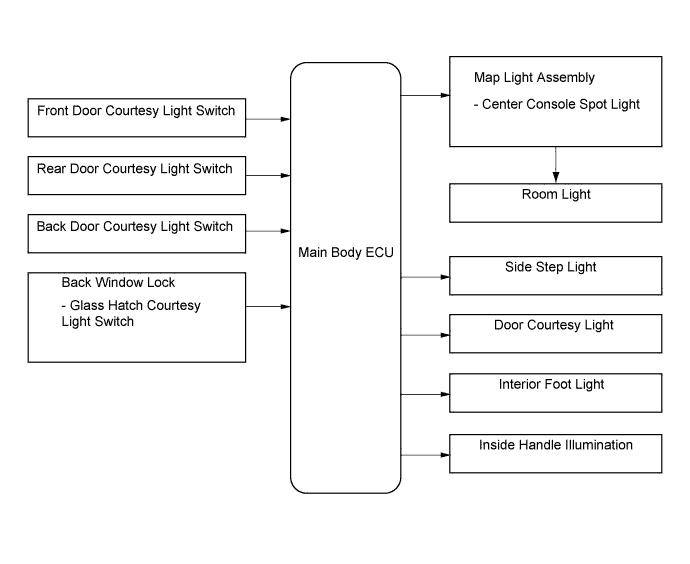 Front Door Courtesy Light Switch
Rear Door Courtesy Light Switch
Back Door Courtesy Light Switch
Back Window Lock
- Glass Hatch Courtesy
Light Switch
Main Body ECU
Map Light Assembly
- Center Console Spot Light
Room Light
Side Step Light
Door Courtesy Light
Interior Foot Light
Inside Handle Illumination